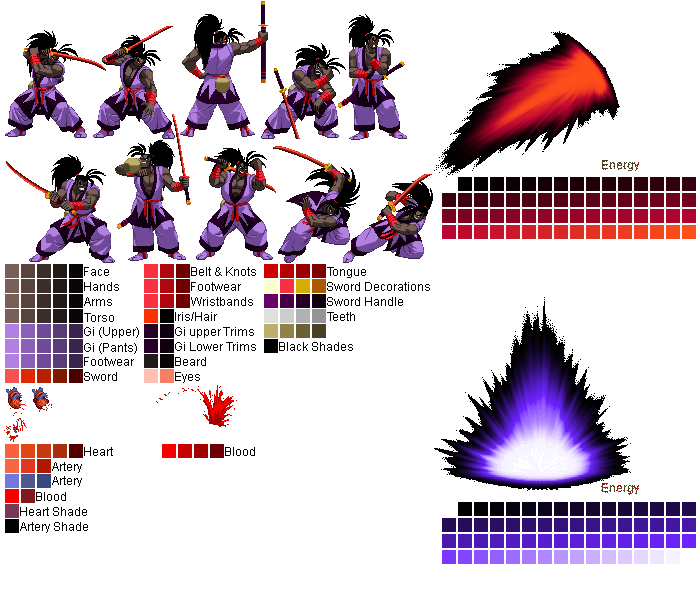 Energy
Face
Hands
Arms
Torso
Gi (Upper)
Gi (Pants)
Footwear
Sword
Belt & Knots
Footwear
Wristbands
Iris/Hair
Gi upper Trims
Gi Lower Trims
Beard
Eyes
Tongue
Sword Decorations
Sword Handle
Teeth
Black Shades
Heart
Artery
Artery
Blood
Heart Shade
Artery Shade
Blood
Energy